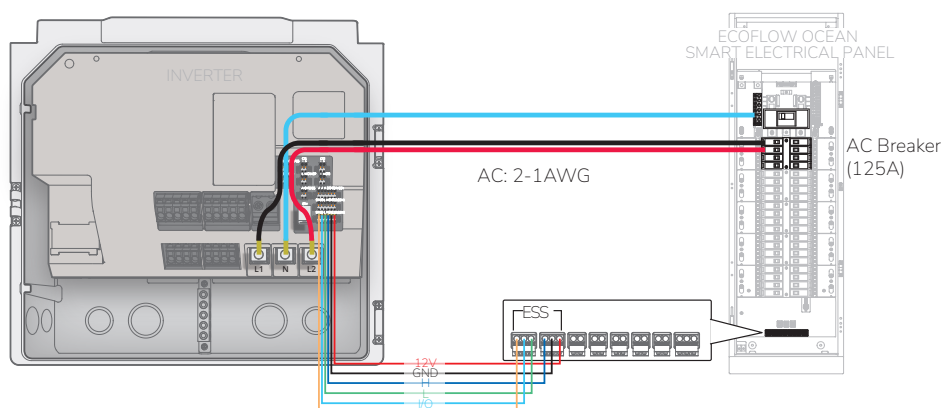 ECOFLOW OCEAN
SMART ELECTRICAL PANEL
INVERTER
AC Breaker
(125A)
AC: 2-1AWG
L1
N
L2
ESS
12V
GND
H
L
I/O